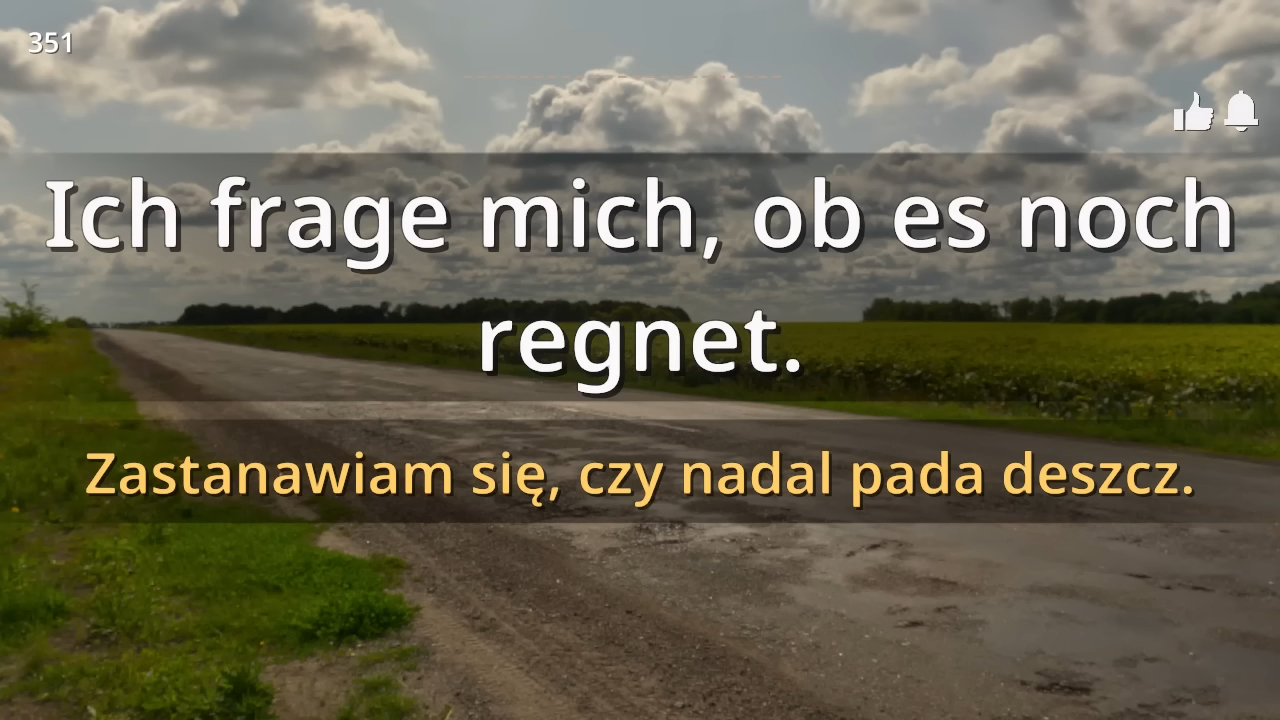 351
Ich frage mich, ob es noch
regnet.
Zastanawiam się, czy nadal pada deszcz.